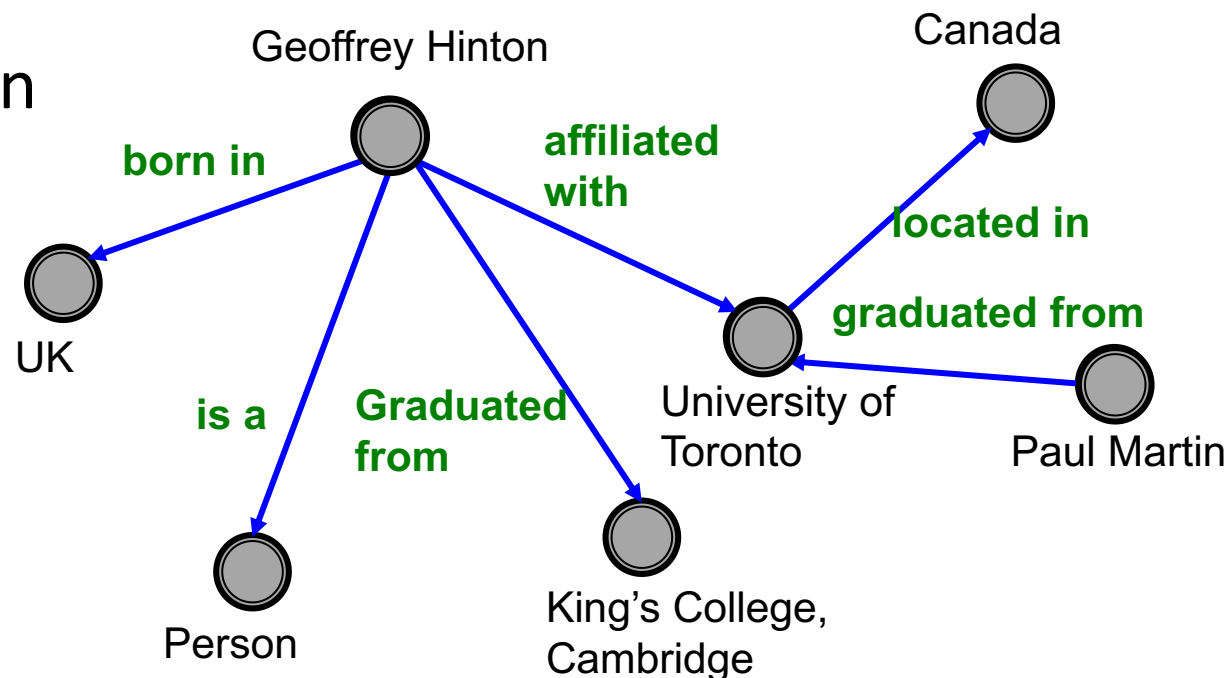 n
Geoffrey Hinton
Canada
born in
affiliated
with
located in
graduated from
UK
is a
Graduated
from
University of
Toronto
Paul Martin
Person
King’s College,
Cambridge